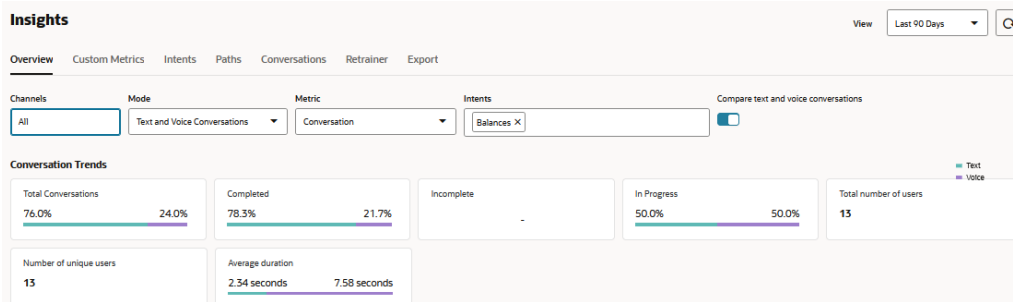 Insights
View Last 90 Days
Overview Custom Metrics Intents Paths Conversations Retrainer Export
Channels Mode Metric Intents Compare text and voice conversations
All Text and Voice Conversations Conversation Balances ×
Conversation Trends
Text
Voice
Total Conversations Completed Incomplete In Progress Total number of users
76.0% 24.0% 78.3% 21.7% - 50.0% 50.0% 13
Number of unique users Average duration
13 2.34 seconds 7.58 seconds